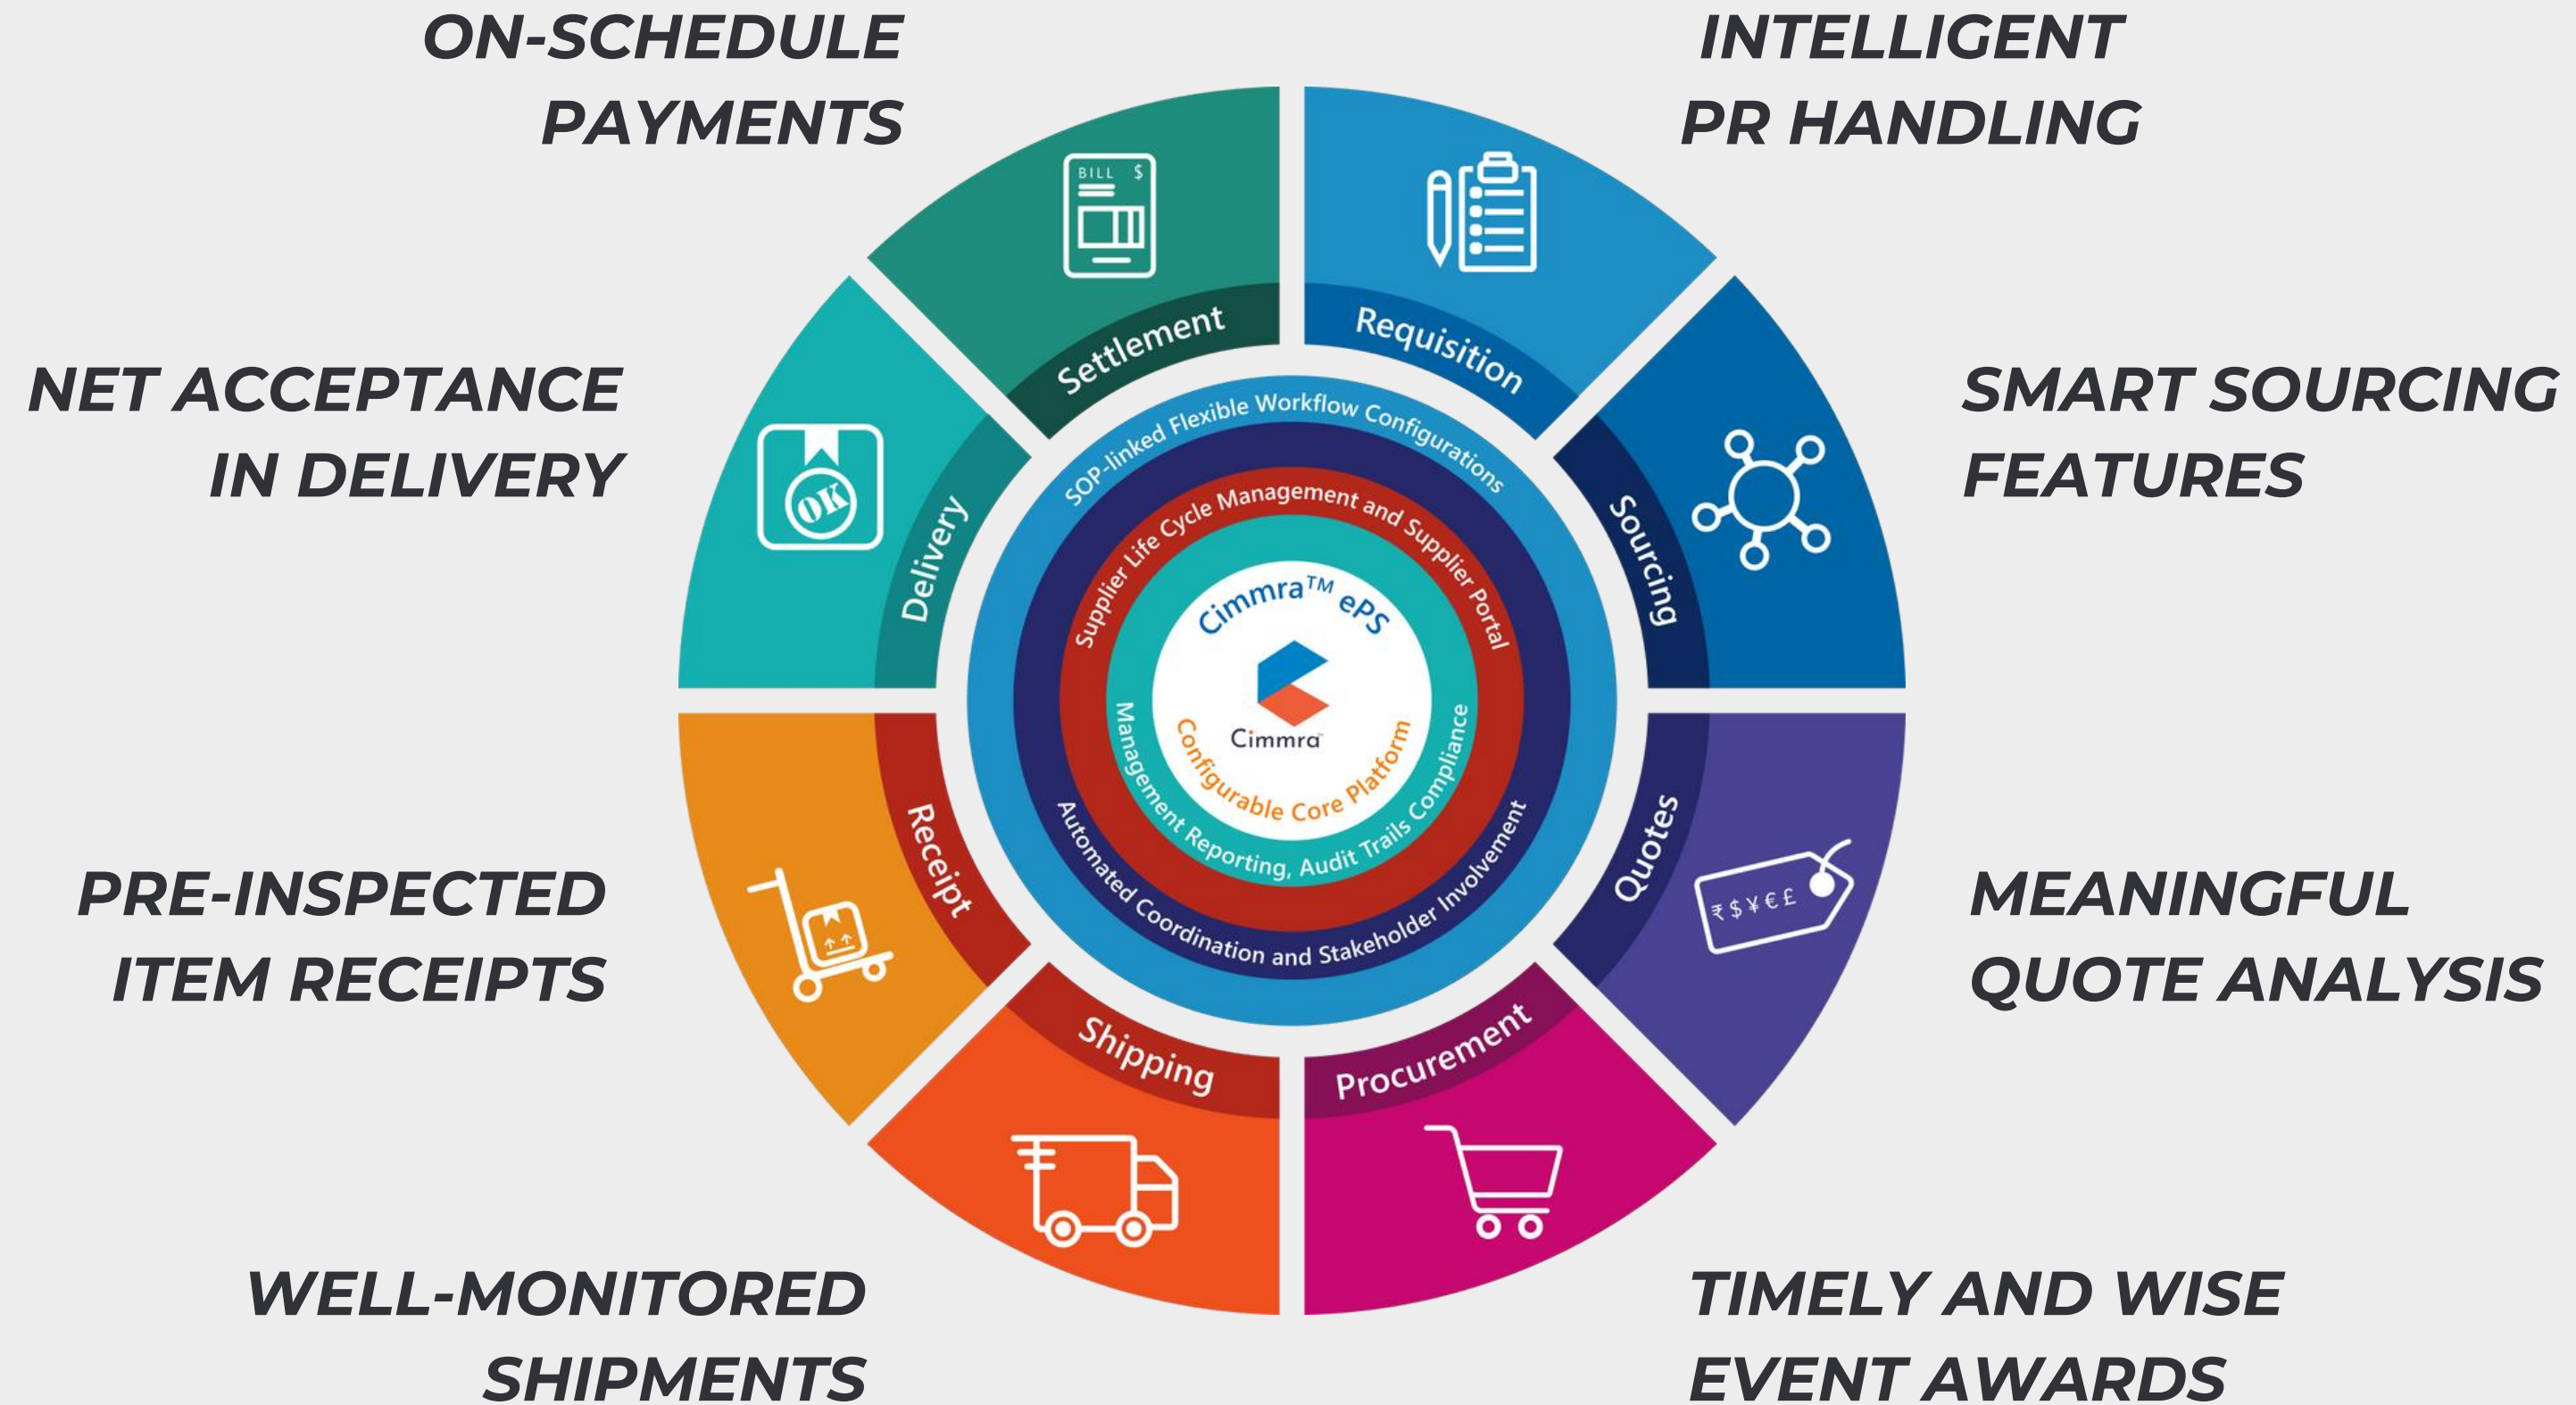 ON-SCHEDULE
PAYMENTS
INTELLIGENT
PR HANDLING
NET ACCEPTANCE
IN DELIVERY
SMART SOURCING
FEATURES
PRE-INSPECTED
ITEM RECEIPTS
MEANINGFUL
QUOTE ANALYSIS
WELL-MONITORED
SHIPMENTS
TIMELY AND WISE
EVENT AWARDS
BILL $
Settlement
Requisition
Sourcing
Quotes
₹ $ ¥ € £
Procurement
Shipping
Receipt
Delivery
OK
SOP-linked Flexible Workflow Configurations
Automated Coordination and Stakeholder Involvement
Supplier Life Cycle Management and Supplier Portal
Management Reporting, Audit Trails Compliance
Cimmra™ ePS
Cimmra™
Configurable Core Platform